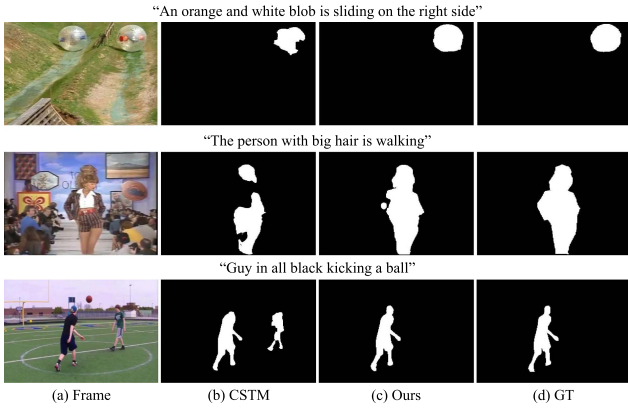 “An orange and white blob is sliding on the right side”
“The person with big hair is walking”
“Guy in all black kicking a ball”
(a) Frame (b) CSTM (c) Ours (d) GT